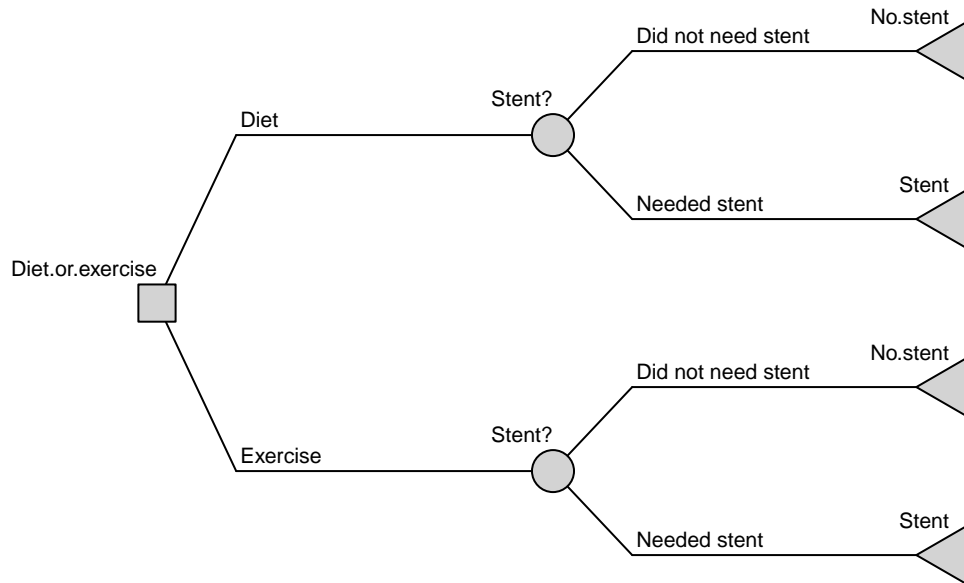 No.stent
Did not need stent
Stent?
Diet
Stent
Needed stent
Diet.or.exercise
No.stent
Did not need stent
Stent?
Exercise
Stent
Needed stent